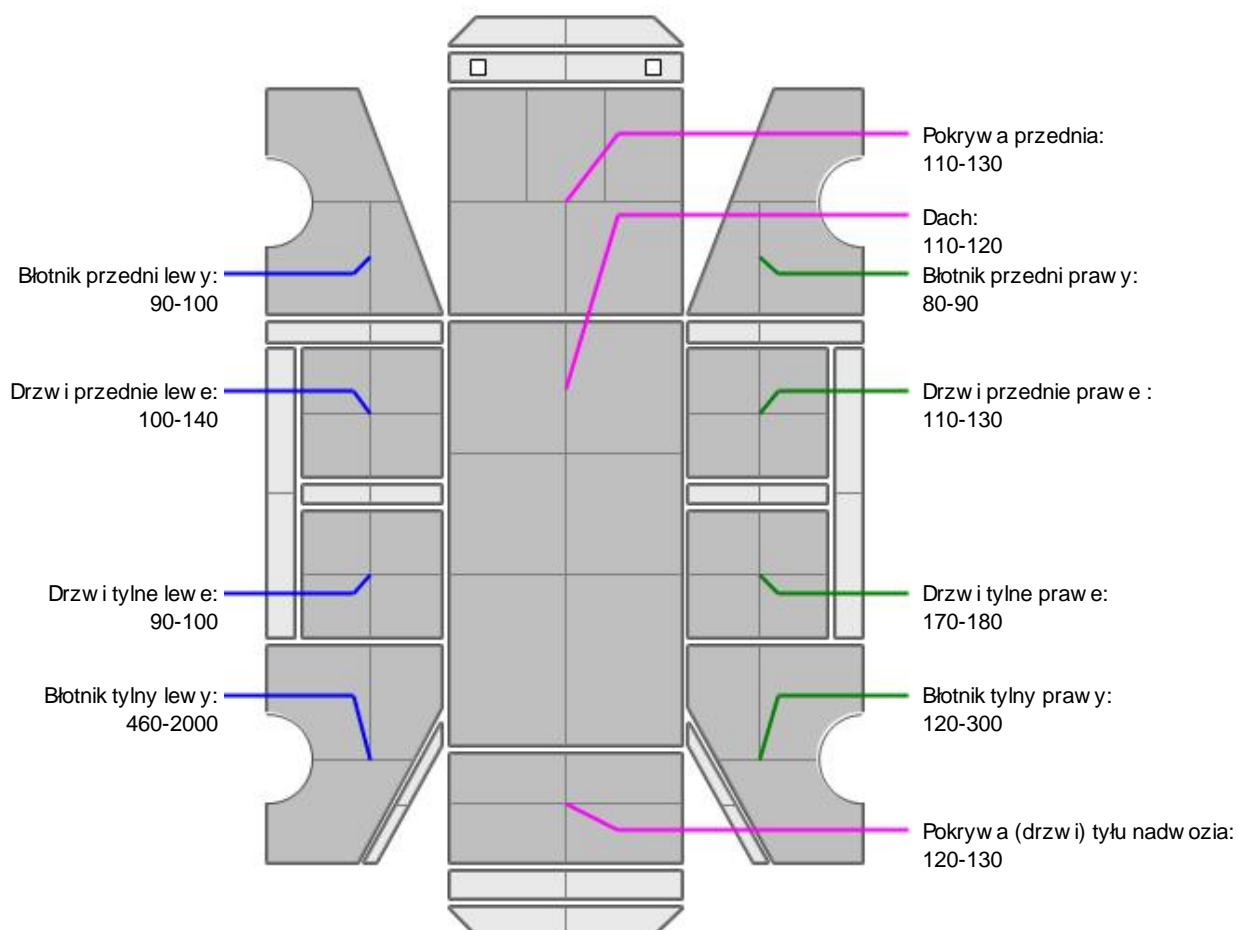 Pokrywa przednia:
110-130
Dach:
110-120
Błotnik przedni lewy:
90-100
Błotnik przedni prawy:
80-90
Drzwi przednie lewe:
100-140
Drzwi przednie prawe :
110-130
Drzwi tylne lewe:
90-100
Drzwi tylne prawe:
170-180
Błotnik tylny lewy:
460-2000
Błotnik tylny prawy:
120-300
Pokrywa (drzwi) tyłu nadwozia:
120-130